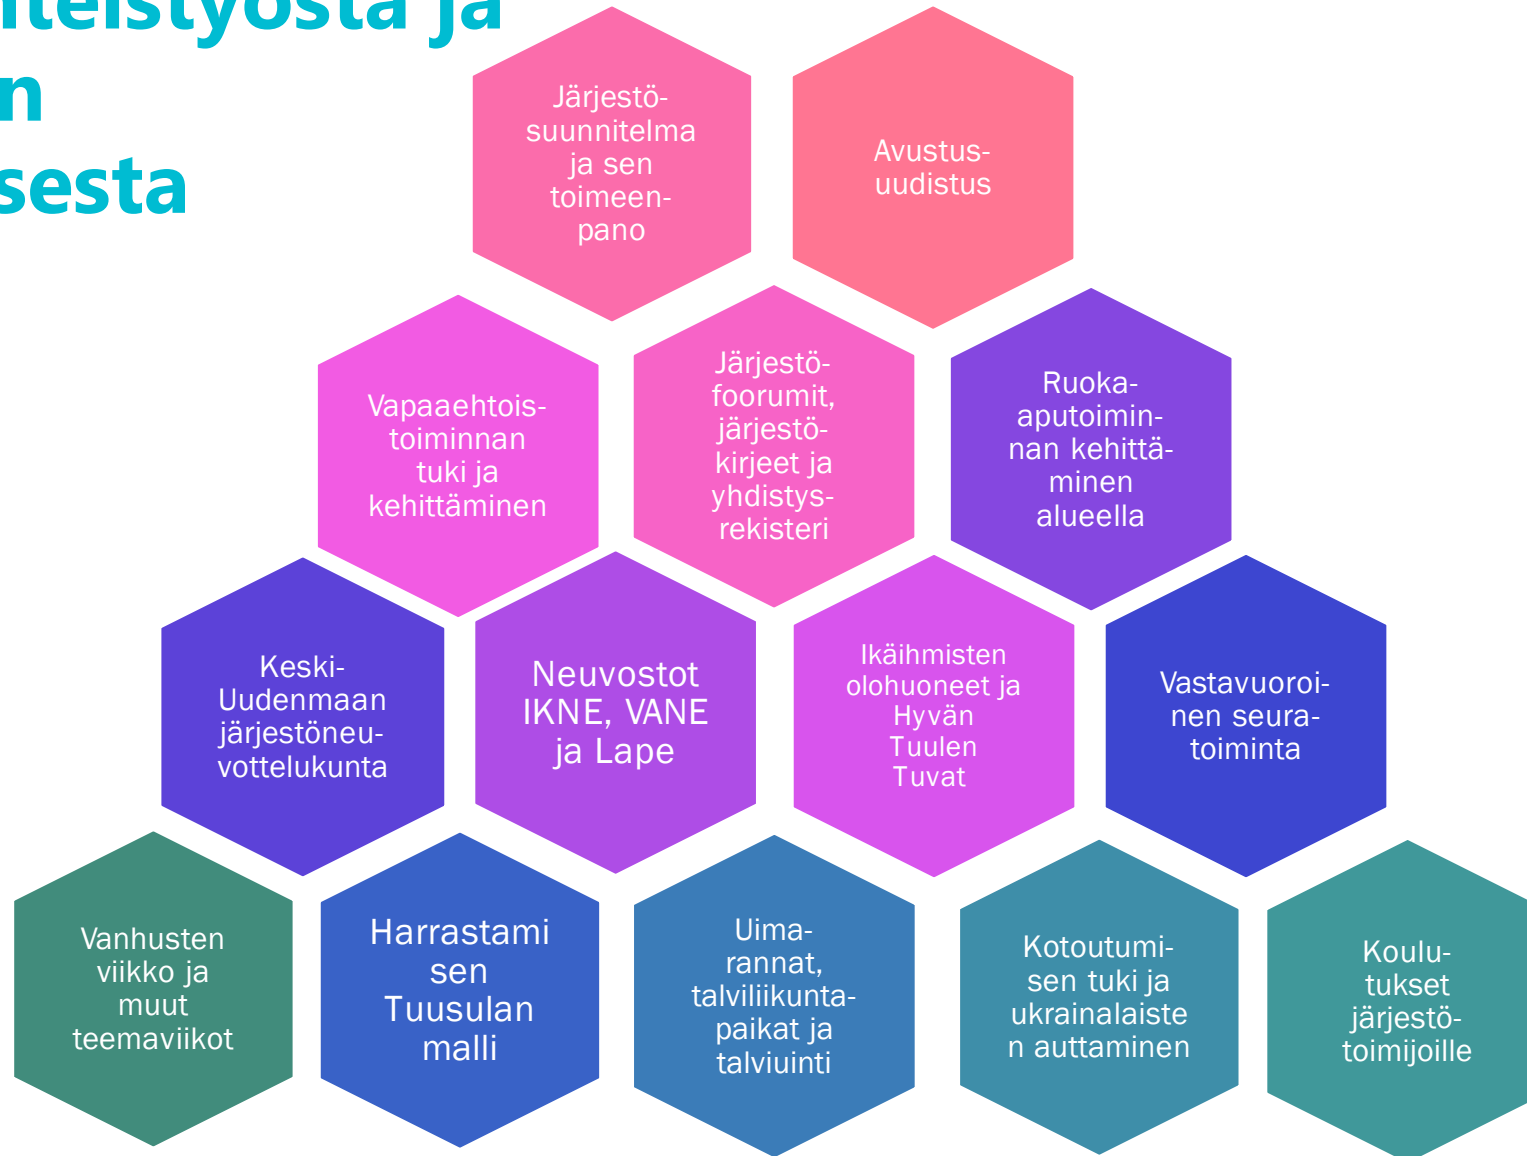 nteistyöstä ja
n
sesta
Järjestö-
suunnitelma
ja sen
toimeen-
pano
Avustus-
uudistus
Vapaaehtois-
toiminnan
tuki ja
kehittäminen
Järjestö-
foorumit,
järjestö-
kirjeet ja
yhdistys-
rekisteri
Ruoka-
aputoimin-
nan kehittä-
minen
alueella
Keski-
Uudenmaan
järjestöneu-
vottelukunta
Neuvostot
IKNE, VANE
ja Lape
Ikäihmisten
olohuoneet ja
Hyvän
Tuulen
Tuvat
Vastavuoroi-
nen seura-
toiminta
Vanhusten
viikko ja
muut
teemaviikot
Harrastami
sen
Tuusulan
malli
Uima-
rannat,
talviliikunta-
paikat ja
talviuinti
Kotoutumi-
sen tuki ja
ukrainalaiste
n auttaminen
Koulu-
tukset
järjestö-
toimijoille